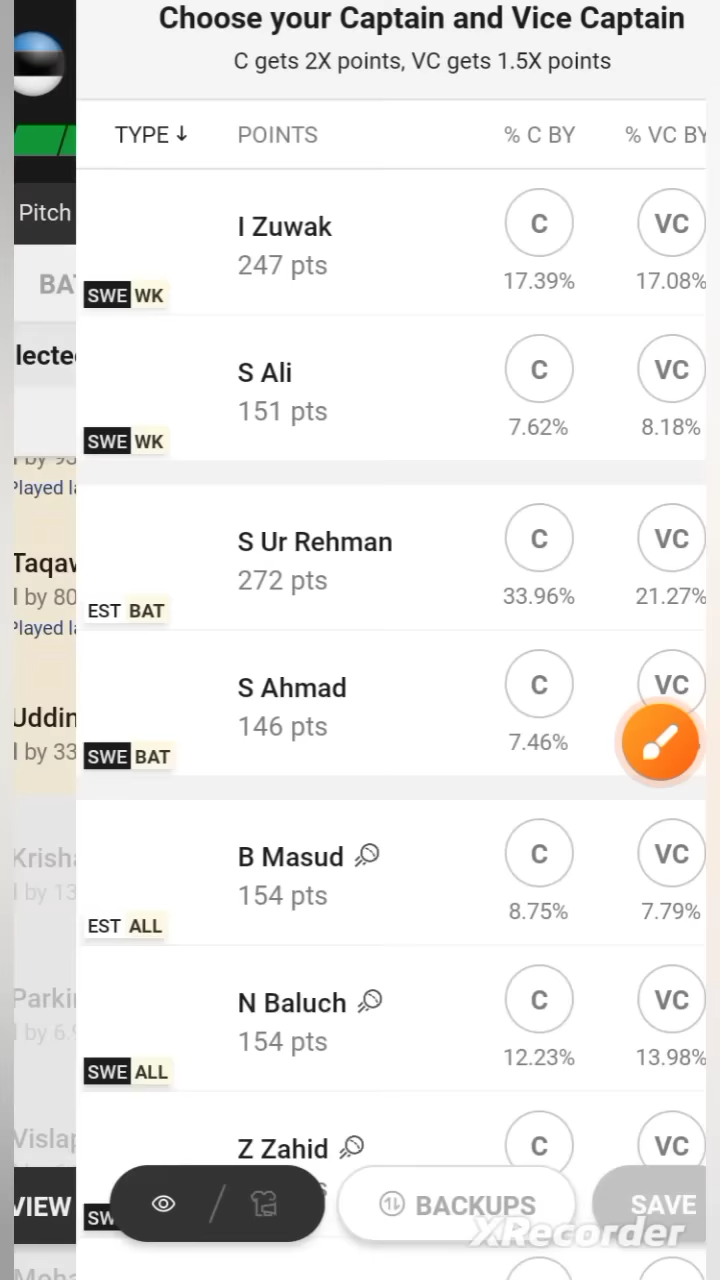 Choose your Captain and Vice Captain
C gets 2X points, VC gets 1.5X points
TYPE ↓ POINTS % C BY % VC BY
Pitch
I Zuwak C VC
247 pts 17.39% 17.08%
SWE WK
S Ali C VC
151 pts 7.62% 8.18%
SWE WK
S Ur Rehman C VC
272 pts 33.96% 21.27%
EST BAT
S Ahmad C VC
146 pts 7.46%
SWE BAT
B Masud C VC
154 pts 8.75% 7.79%
EST ALL
N Baluch C VC
154 pts 12.23% 13.98%
SWE ALL
Z Zahid C VC
VIEW BACKUPS SAVE
XRecorder